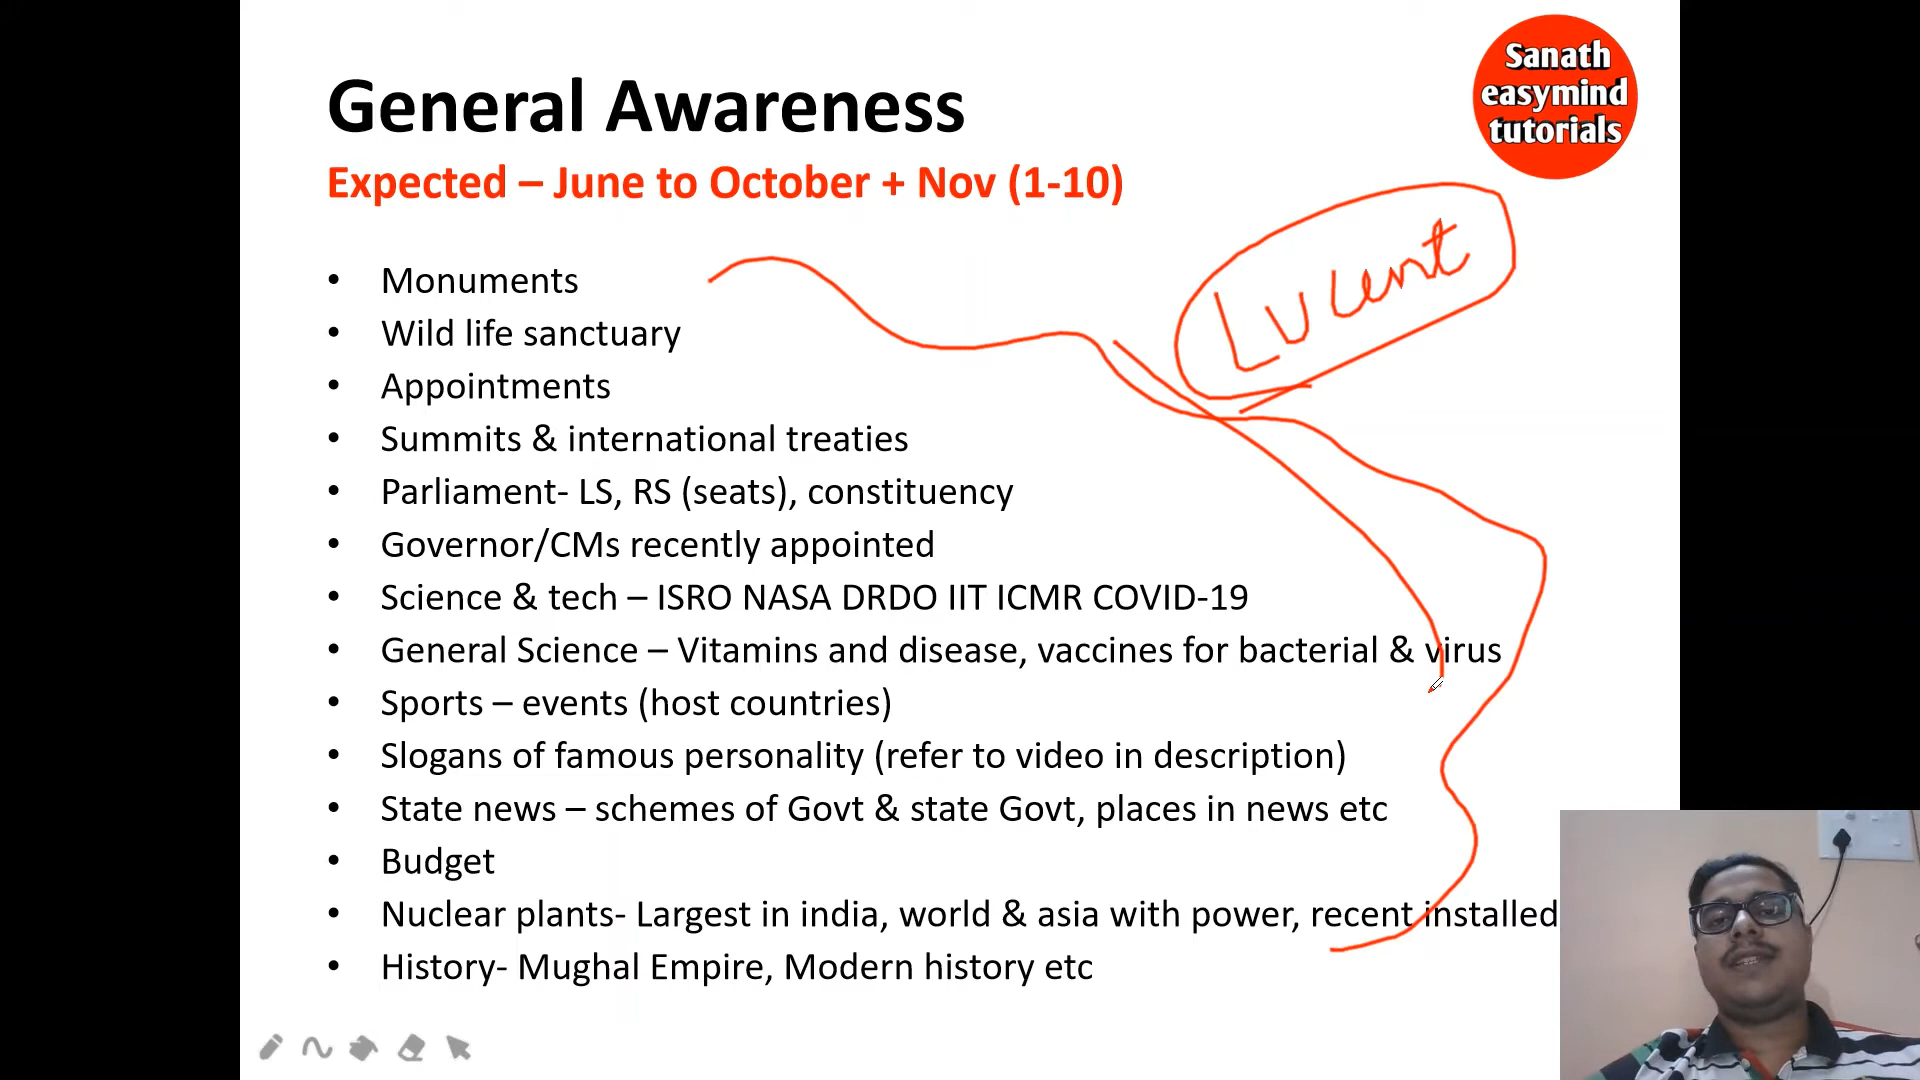 Sanath
easymind
tutorials
General Awareness
Expected – June to October + Nov (1-10)
Lucent
• Monuments
• Wild life sanctuary
• Appointments
• Summits & international treaties
• Parliament- LS, RS (seats), constituency
• Governor/CMs recently appointed
• Science & tech – ISRO NASA DRDO IIT ICMR COVID-19
• General Science – Vitamins and disease, vaccines for bacterial & virus
• Sports – events (host countries)
• Slogans of famous personality (refer to video in description)
• State news – schemes of Govt & state Govt, places in news etc
• Budget
• Nuclear plants- Largest in india, world & asia with power, recent installed
• History- Mughal Empire, Modern history etc